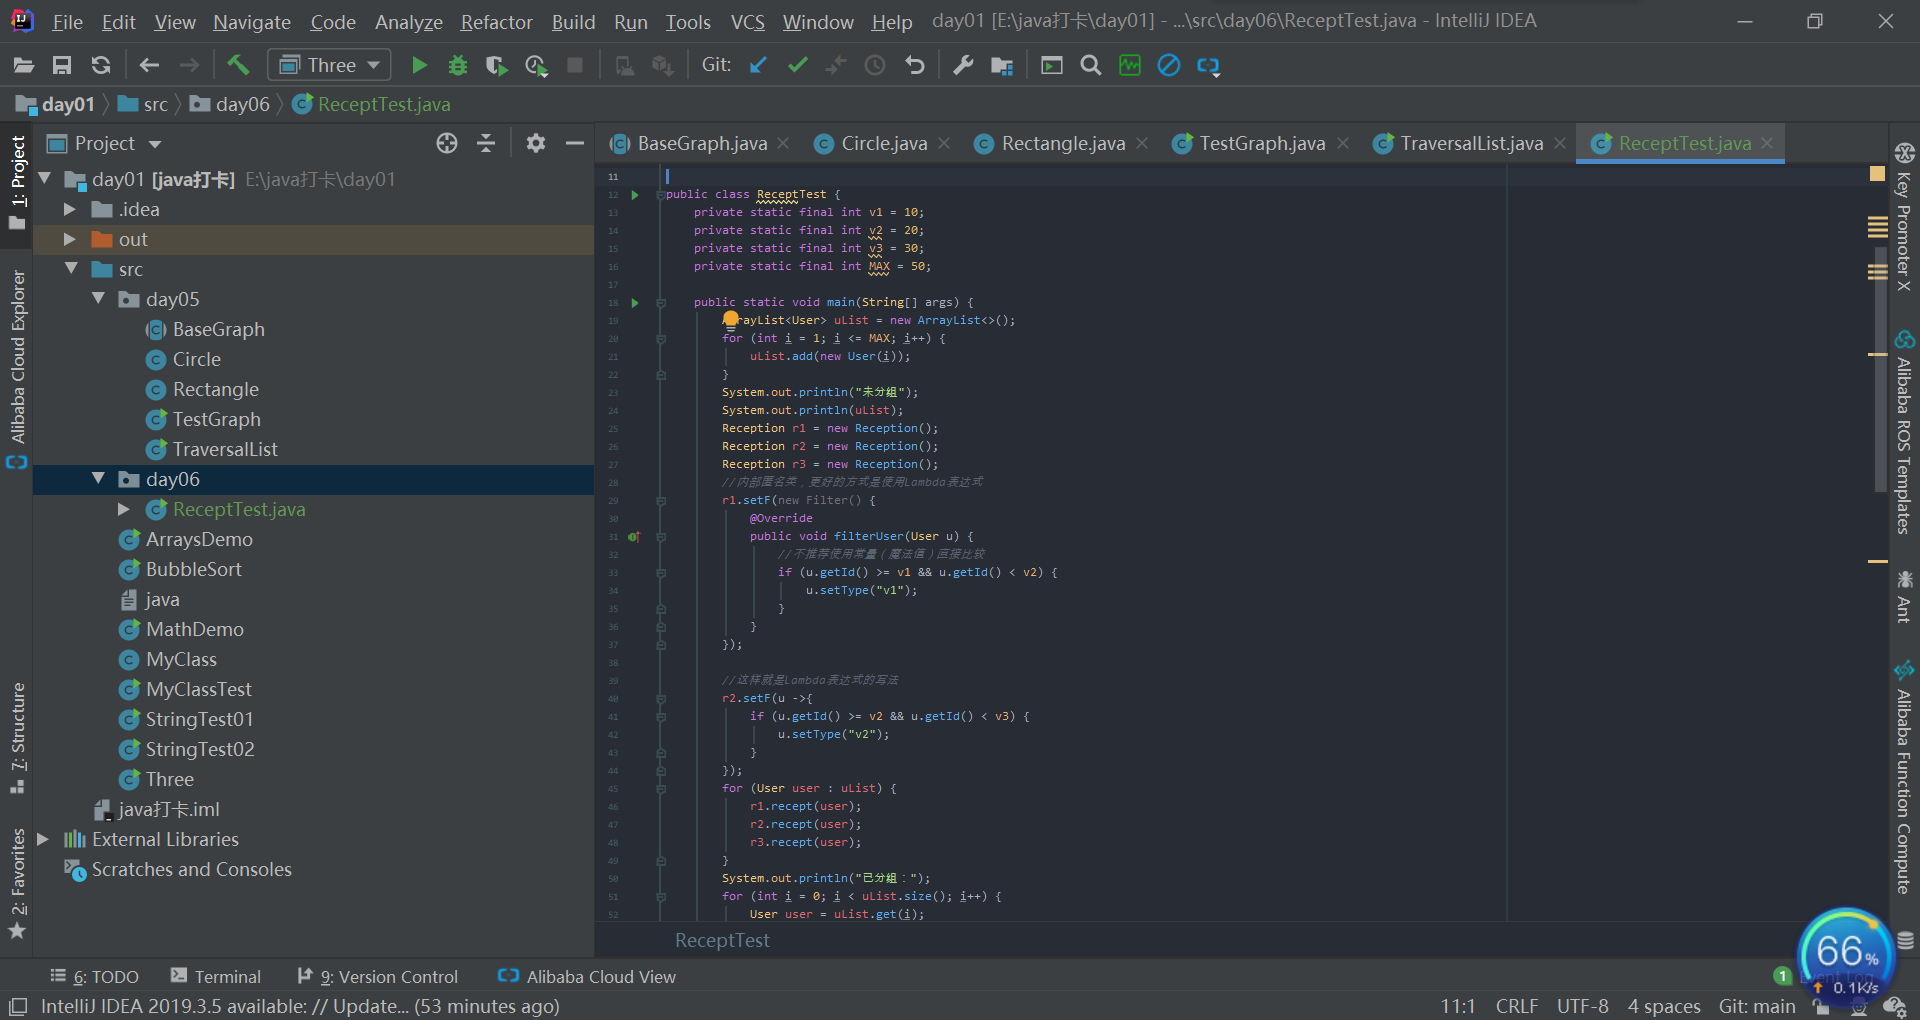 File Edit View Navigate Code Analyze Refactor Build Run Tools VCS Window Help day01 [E:\java打卡\day01] - ...\src\day06\ReceptTest.java - IntelliJ IDEA
Three Git:
day01 src day06 ReceptTest.java
Project
BaseGraph.java Circle.java Rectangle.java TestGraph.java TraversalList.java ReceptTest.java
1: Project
Alibaba Cloud Explorer
7: Structure
2: Favorites
day01 [java打卡] E:\java打卡\day01
.idea
out
src
day05
BaseGraph
Circle
Rectangle
TestGraph
TraversalList
day06
ReceptTest.java
ArraysDemo
BubbleSort
java
MathDemo
MyClass
MyClassTest
StringTest01
StringTest02
Three
java打卡.iml
External Libraries
Scratches and Consoles
11
12 public class ReceptTest {
13 private static final int v1 = 10;
14 private static final int v2 = 20;
15 private static final int v3 = 30;
16 private static final int MAX = 50;
17
18 public static void main(String[] args) {
19 rayList<User> uList = new ArrayList<>();
20 for (int i = 1; i <= MAX; i++) {
21 uList.add(new User(i));
22 }
23 System.out.println("未分组");
24 System.out.println(uList);
25 Reception r1 = new Reception();
26 Reception r2 = new Reception();
27 Reception r3 = new Reception();
28 //内部匿名类，更好的方式是使用Lambda表达式
29 r1.setF(new Filter() {
30 @Override
31 public void filterUser(User u) {
32 //不推荐使用常量（魔法值）直接比较
33 if (u.getId() >= v1 && u.getId() < v2) {
34 u.setType("v1");
35 }
36 }
37 });
38
39 //这样就是Lambda表达式的写法
40 r2.setF(u ->{
41 if (u.getId() >= v2 && u.getId() < v3) {
42 u.setType("v2");
43 }
44 });
45 for (User user : uList) {
46 r1.recept(user);
47 r2.recept(user);
48 r3.recept(user);
49 }
50 System.out.println("已分组：");
51 for (int i = 0; i < uList.size(); i++) {
52 User user = uList.get(i);
ReceptTest
Key Promoter X
Alibaba ROS Templates
Ant
Alibaba Function Compute
66%
0.1K/s
6: TODO Terminal 9: Version Control Alibaba Cloud View 1 Event Log
IntelliJ IDEA 2019.3.5 available: // Update... (53 minutes ago) 11:1 CRLF UTF-8 4 spaces Git: main